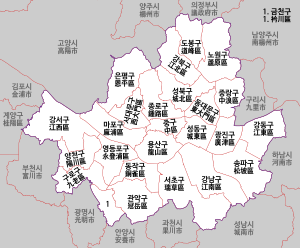 1. 금천구
1. 衿川區
양주시
楊州市
의정부시
議政府市
남양주시
南楊州市
고양시
高陽市
김포시
金浦市
계양구
桂陽區
구리시
九里市
부천시
富川市
하남시
河南市
광명시
光明市
안양시
安養市
과천시
果川市
성남시
城南市
도봉구
道峰區
노원구
蘆原區
강북구
江北區
은평구
恩平區
성북구
城北區
중랑구
中浪區
종로구
鍾路區
동대문구
東大門區
서대문구
西大門區
강서구
江西區
마포구
麻浦區
중구
中區
성동구
城東區
광진구
廣津區
강동구
江東區
용산구
龍山區
양천구
陽川區
영등포구
永登浦區
구로구
九老區
동작구
銅雀區
송파구
松坡區
서초구
瑞草區
강남구
江南區
관악구
冠岳區
1